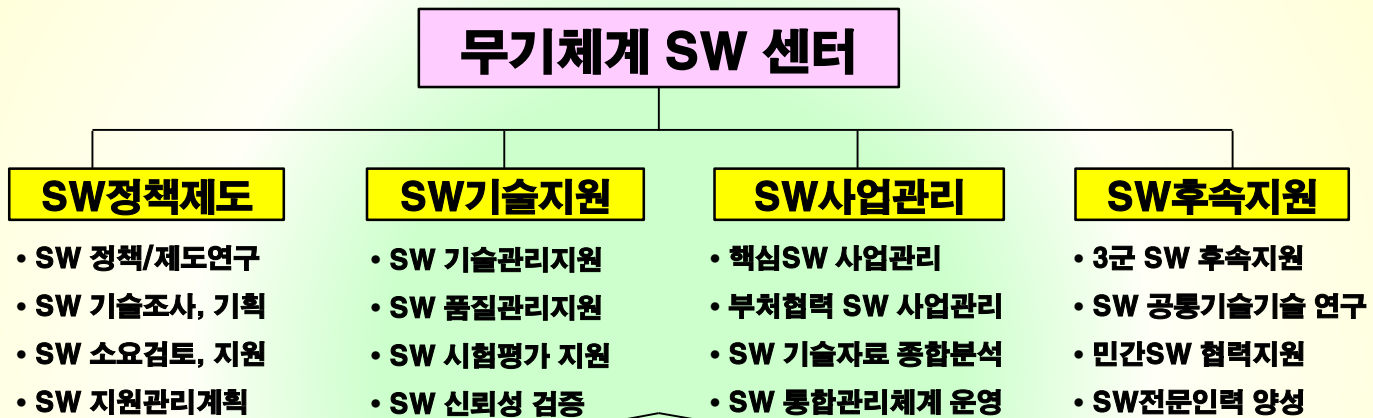 무기체계 SW 센터
SW정책제도
• SW 정책/제도연구
• SW 기술조사, 기획
• SW 소요검토, 지원
• SW 지원관리계획
SW기술지원
• SW 기술관리지원
• SW 품질관리지원
• SW 시험평가 지원
• SW 신뢰성 검증
SW사업관리
• 핵심SW 사업관리
• 부처협력 SW 사업관리
• SW 기술자료 종합분석
• SW 통합관리체계 운영
SW후속지원
• 3군 SW 후속지원
• SW 공통기술기술 연구
• 민간SW 협력지원
• SW전문인력 양성